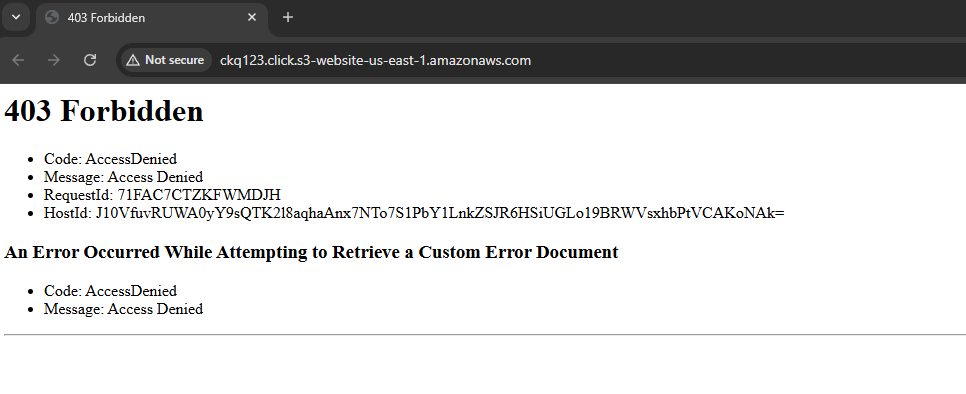 403 Forbidden
Not secure
ckq123.click.s3-website-us-east-1.amazonaws.com
403 Forbidden
• Code: AccessDenied
• Message: Access Denied
• RequestId: 71FAC7CTZKFWMDJH
• HostId: J10VfuvRUWA0yY9sQTK2l8aqhaAnx7NTo7S1PbY1LnkZSJR6HSiUGLo19BRWVsxhbPtVCAKoNAk=
An Error Occurred While Attempting to Retrieve a Custom Error Document
• Code: AccessDenied
• Message: Access Denied